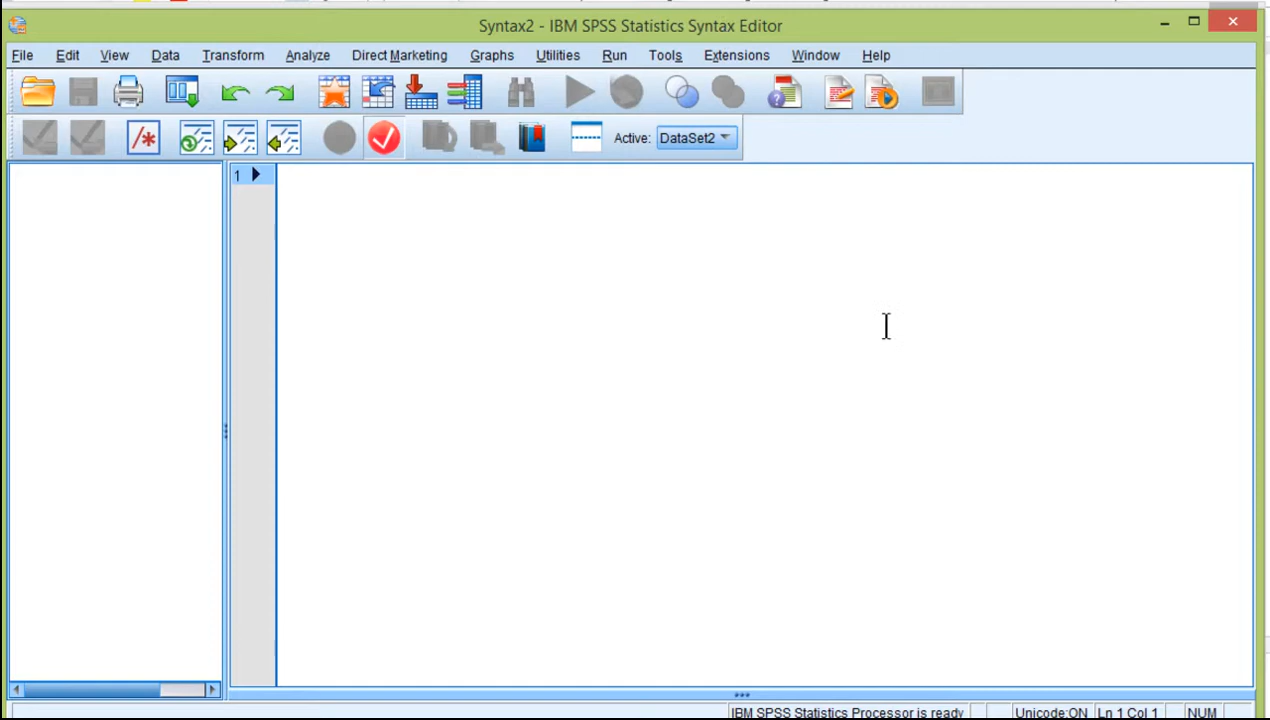 Syntax2 - IBM SPSS Statistics Syntax Editor
File Edit View Data Transform Analyze Direct Marketing Graphs Utilities Run Tools Extensions Window Help
/*
Active: DataSet2
1
IBM SPSS Statistics Processor is ready Unicode:ON Ln 1 Col 1 NUM